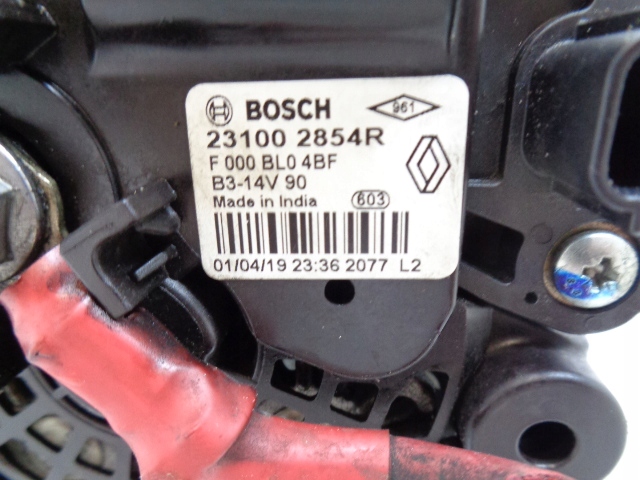 BOSCH 961
23100 2854R
F 000 BL0 4BF
B3-14V 90
Made in India 603
01/04/19 23:36 2077 L2